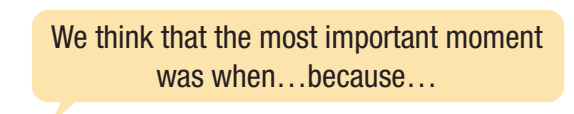 We think that the most important moment
was when…because…